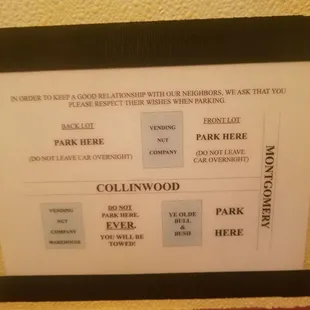 IN ORDER TO KEEP A GOOD RELATIONSHIP WITH OUR NEIGHBORS, WE ASK THAT YOU
PLEASE RESPECT THEIR WISHES WHEN PARKING.
BACK LOT
PARK HERE
(DO NOT LEAVE
CAR OVERNIGHT)
VENDING
NUT
COMPANY
FRONT LOT
PARK HERE
(DO NOT LEAVE
CAR OVERNIGHT)
MONTGOMERY
COLLINWOOD
VENDING
NUT
COMPANY
WAREHOUSE
DO NOT
PARK HERE,
EVER.
YOU WILL BE
TOWED!
YE OLDE
BULL
&
BUSH
PARK
HERE